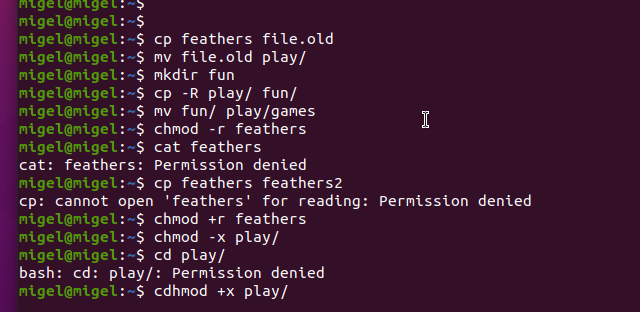 migel@migel:~$
migel@migel:~$
migel@migel:~$ cp feathers file.old
migel@migel:~$ mv file.old play/
migel@migel:~$ mkdir fun
migel@migel:~$ cp -R play/ fun/
migel@migel:~$ mv fun/ play/games
migel@migel:~$ chmod -r feathers
migel@migel:~$ cat feathers
cat: feathers: Permission denied
migel@migel:~$ cp feathers feathers2
cp: cannot open 'feathers' for reading: Permission denied
migel@migel:~$ chmod +r feathers
migel@migel:~$ chmod -x play/
migel@migel:~$ cd play/
bash: cd: play/: Permission denied
migel@migel:~$ cdhmod +x play/